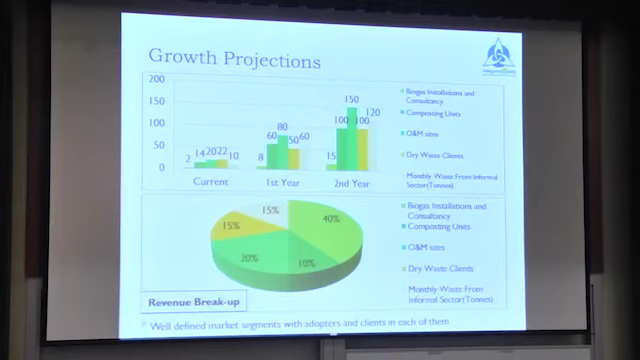 Growth Projections
200
150
100
50
0
2 14 20 22 10
8 60 80 50 60
15 100 150 100 120
Current 1st Year 2nd Year
Biogas Installations and
Consultancy
Composting Units
O&M sites
Dry Waste Clients
Monthly Waste From Informal
Sector(Tonnes)
40%
10%
20%
15%
15%
Biogas Installations and
Consultancy
Composting Units
O&M sites
Dry Waste Clients
Monthly Waste From
Informal Sector(Tonnes)
Revenue Break-up
Well defined market segments with adopters and clients in each of them